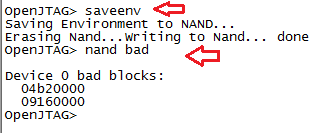 OpenJTAG> saveenv
Saving Environment to NAND...
Erasing Nand...Writing to Nand... done
OpenJTAG> nand bad
Device 0 bad blocks:
04b20000
09160000
OpenJTAG>